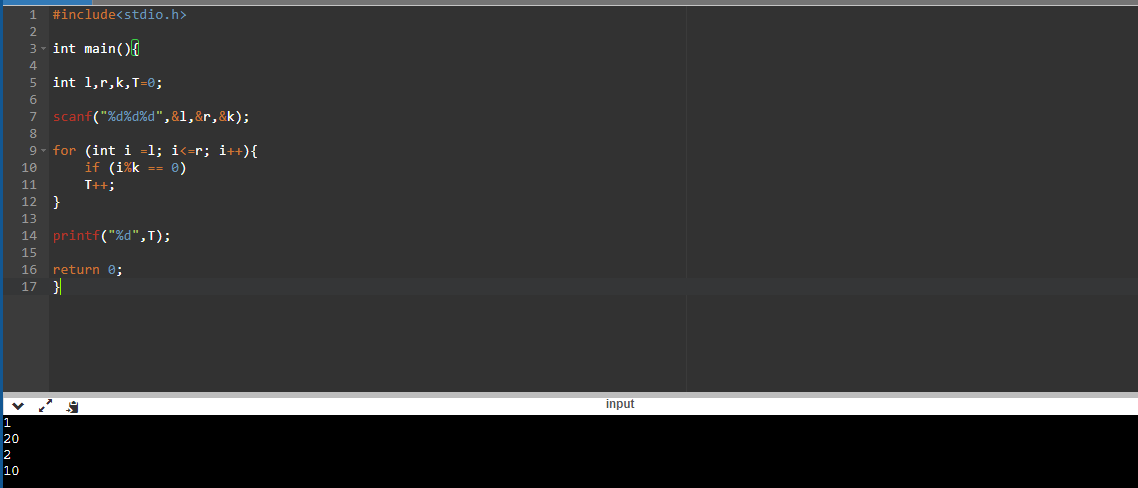 1 #include<stdio.h>
2
3 int main(){
4
5 int l,r,k,T=0;
6
7 scanf("%d%d%d",&l,&r,&k);
8
9 for (int i =l; i<=r; i++){
10 if (i%k == 0)
11 T++;
12 }
13
14 printf("%d",T);
15
16 return 0;
17 }
input
1
20
2
10